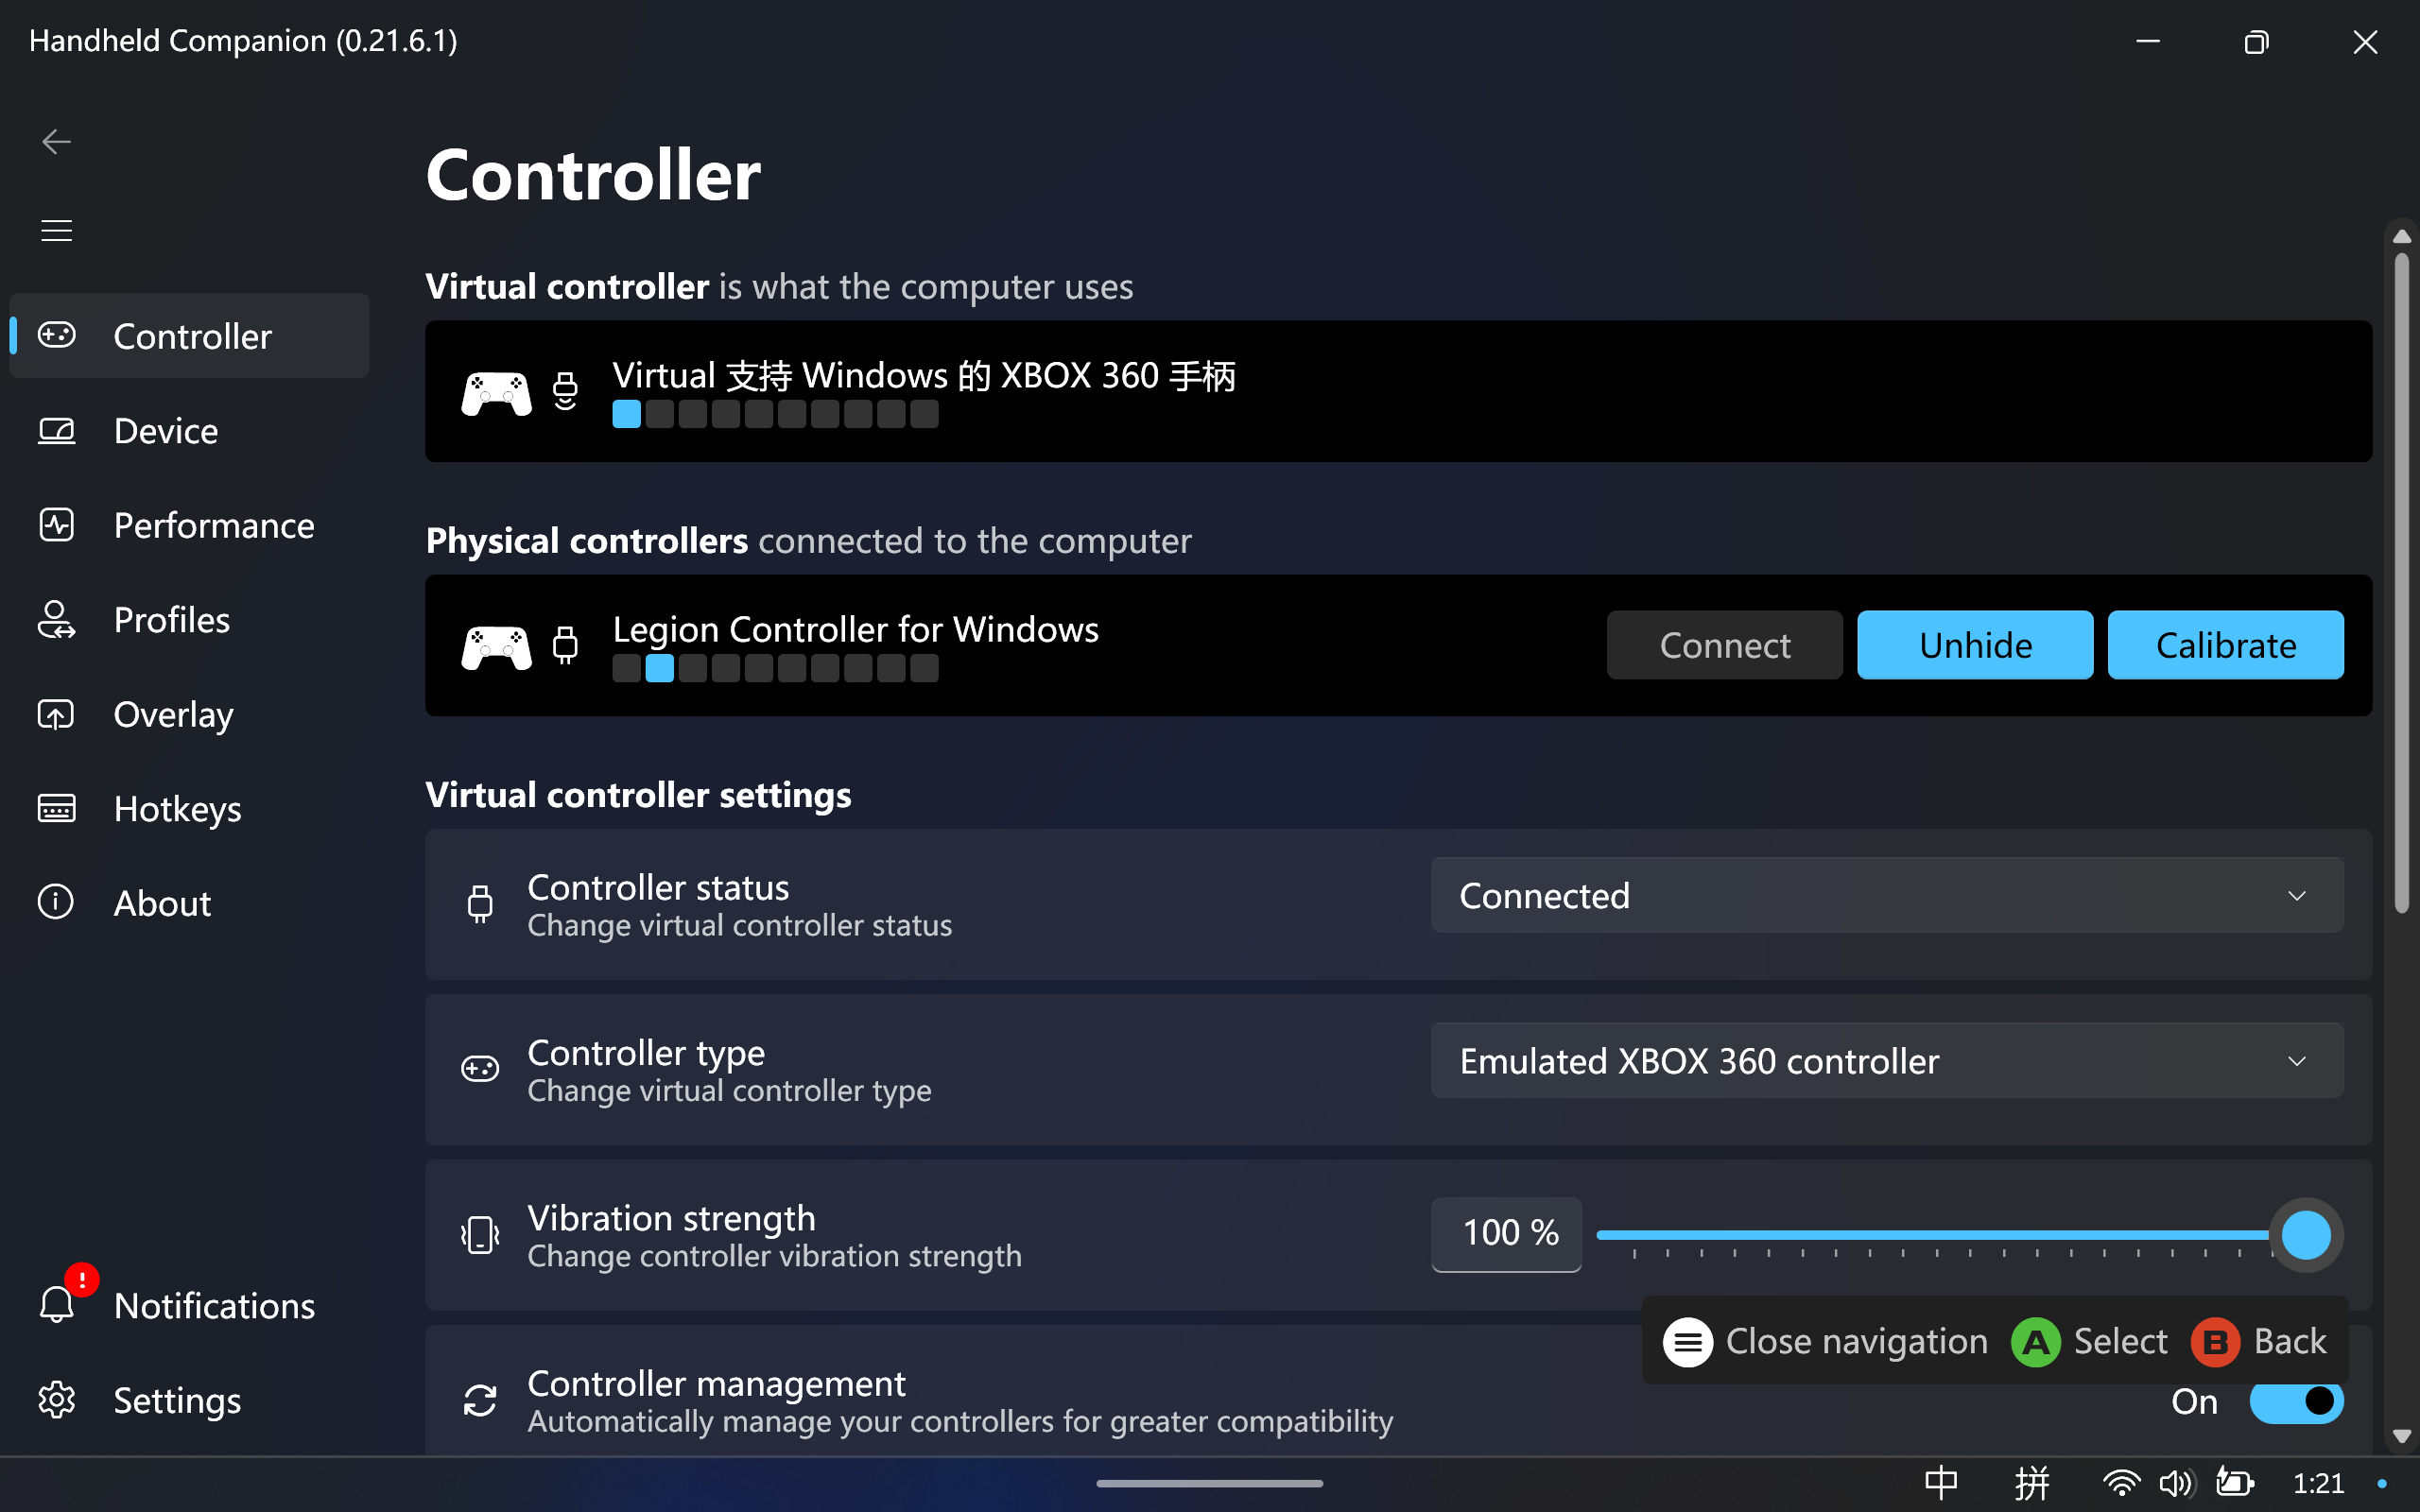 Handheld Companion (0.21.6.1)
Controller
Device
Performance
Profiles
Overlay
Hotkeys
About
Notifications
Settings
Controller
Virtual controller is what the computer uses
Virtual 支持 Windows 的 XBOX 360 手柄
Physical controllers connected to the computer
Legion Controller for Windows
Connect
Unhide
Calibrate
Virtual controller settings
Controller status
Change virtual controller status
Connected
Controller type
Change virtual controller type
Emulated XBOX 360 controller
Vibration strength
Change controller vibration strength
100 %
Controller management
Automatically manage your controllers for greater compatibility
On
Close navigation A Select B Back
中 拼 1:21